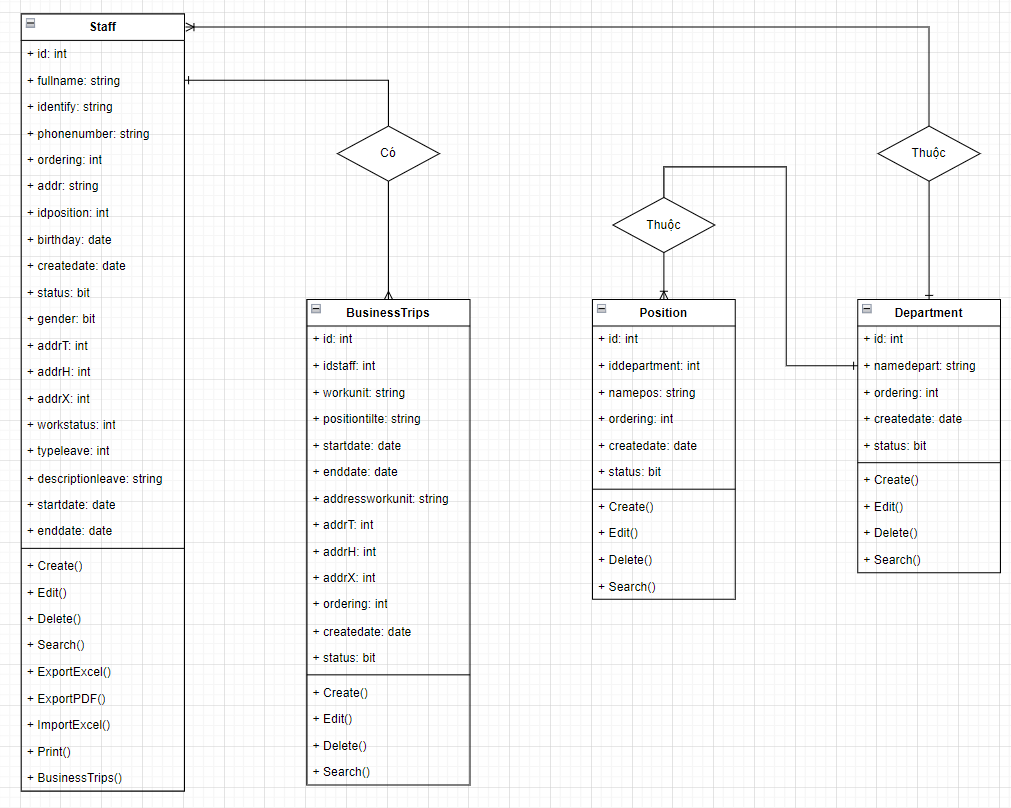 Staff
+ id: int
+ fullname: string
+ identify: string
+ phonenumber: string
+ ordering: int
+ addr: string
+ idposition: int
+ birthday: date
+ createdate: date
+ status: bit
+ gender: bit
+ addrT: int
+ addrH: int
+ addrX: int
+ workstatus: int
+ typeleave: int
+ descriptionleave: string
+ startdate: date
+ enddate: date
+ Create()
+ Edit()
+ Delete()
+ Search()
+ ExportExcel()
+ ExportPDF()
+ ImportExcel()
+ Print()
+ BusinessTrips()
Có
BusinessTrips
+ id: int
+ idstaff: int
+ workunit: string
+ positiontilte: string
+ startdate: date
+ enddate: date
+ addressworkunit: string
+ addrT: int
+ addrH: int
+ addrX: int
+ ordering: int
+ createdate: date
+ status: bit
+ Create()
+ Edit()
+ Delete()
+ Search()
Thuộc
Position
+ id: int
+ iddepartment: int
+ namepos: string
+ ordering: int
+ createdate: date
+ status: bit
+ Create()
+ Edit()
+ Delete()
+ Search()
Thuộc
Department
+ id: int
+ namedepart: string
+ ordering: int
+ createdate: date
+ status: bit
+ Create()
+ Edit()
+ Delete()
+ Search()